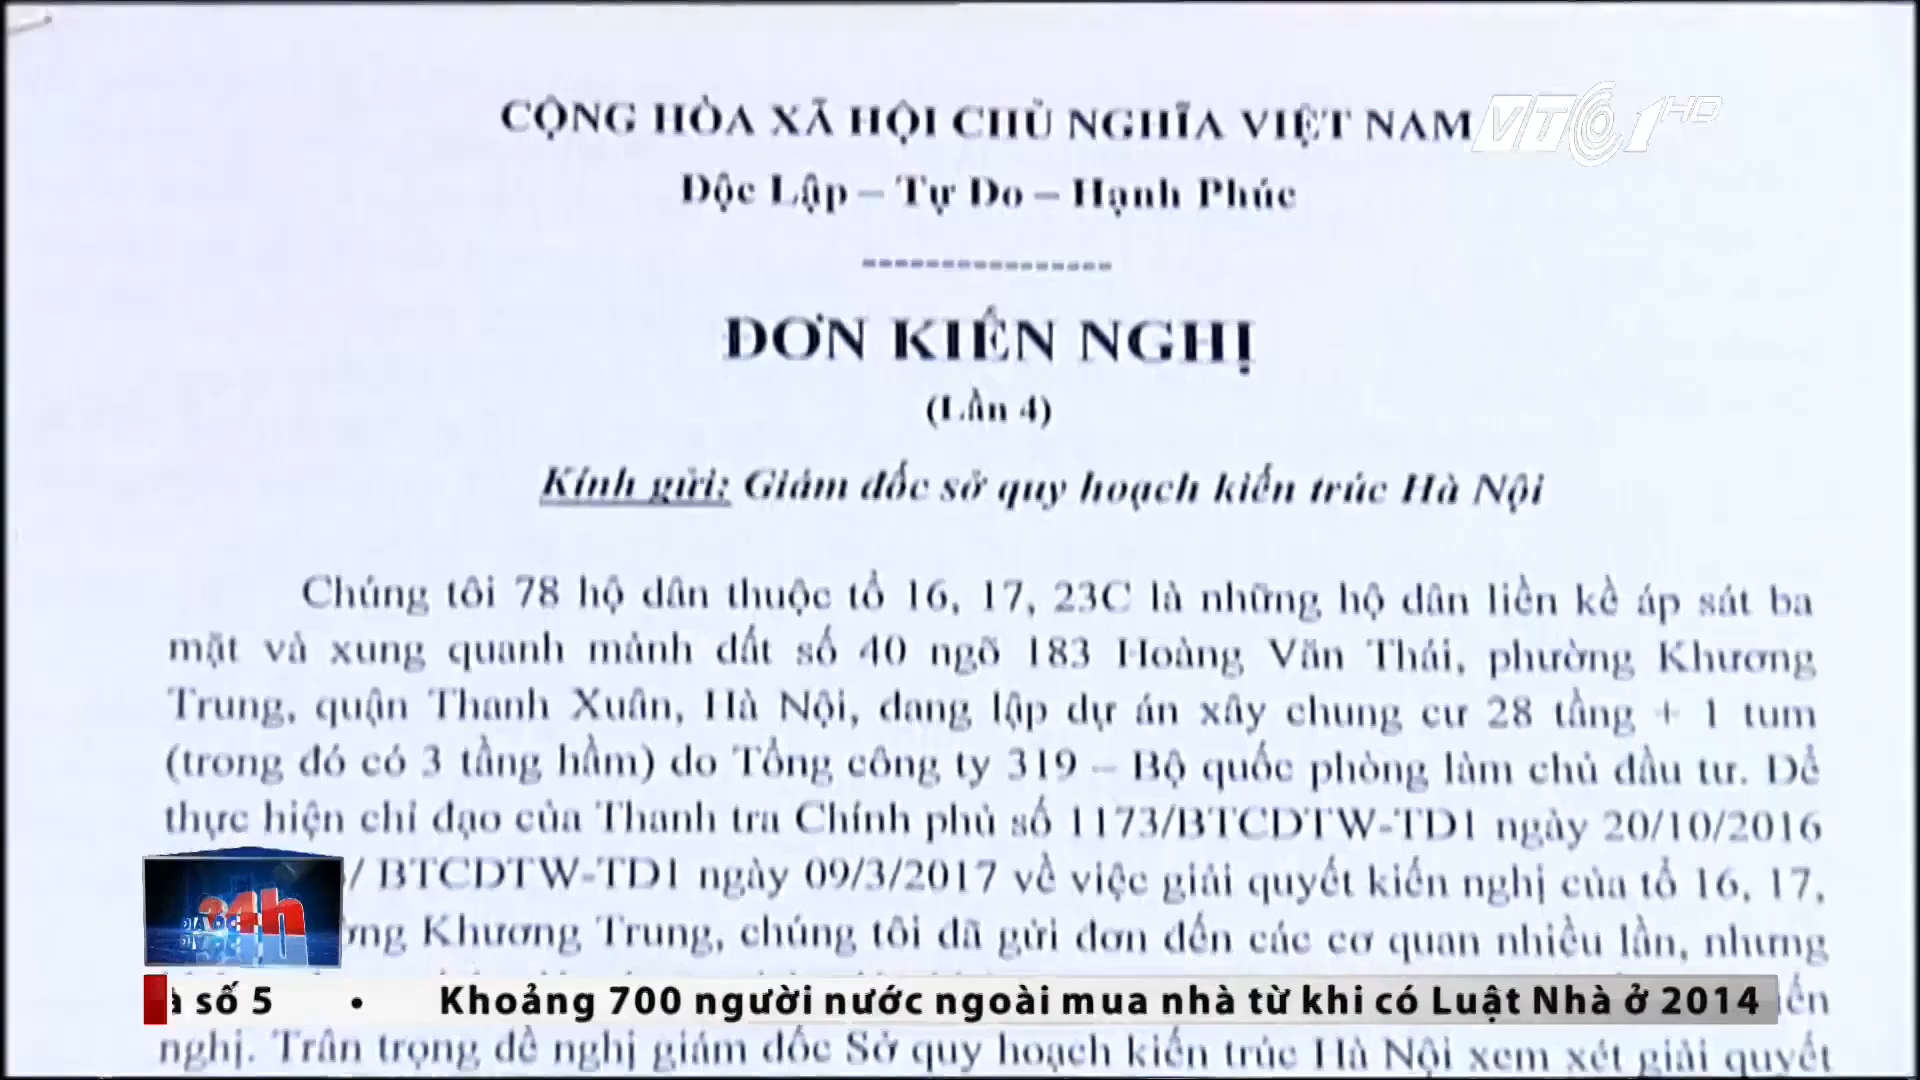 CỘNG HÒA XÃ HỘI CHỦ NGHĨA VIỆT NAM
VTC1 HD
Độc Lập – Tự Do – Hạnh Phúc
----------------
ĐƠN KIẾN NGHỊ
(Lần 4)
Kính gửi: Giám đốc sở quy hoạch kiến trúc Hà Nội
Chúng tôi 78 hộ dân thuộc tổ 16, 17, 23C là những hộ dân liền kề áp sát ba
mặt và xung quanh mảnh đất số 40 ngõ 183 Hoàng Văn Thái, phường Khương
Trung, quận Thanh Xuân, Hà Nội, đang lập dự án xây chung cư 28 tầng + 1 tum
(trong đó có 3 tầng hầm) do Tổng công ty 319 – Bộ quốc phòng làm chủ đầu tư. Để
thực hiện chỉ đạo của Thanh tra Chính phủ số 1173/BTCDTW-TD1 ngày 20/10/2016
/ BTCDTW-TD1 ngày 09/3/2017 về việc giải quyết kiến nghị của tổ 16, 17,
ờng Khương Trung, chúng tôi đã gửi đơn đến các cơ quan nhiều lần, nhưng
24h
à số 5 • Khoảng 700 người nước ngoài mua nhà từ khi có Luật Nhà ở 2014
ến
nghị. Trân trọng đề nghị giám đốc Sở quy hoạch kiến trúc Hà Nội xem xét giải quyết